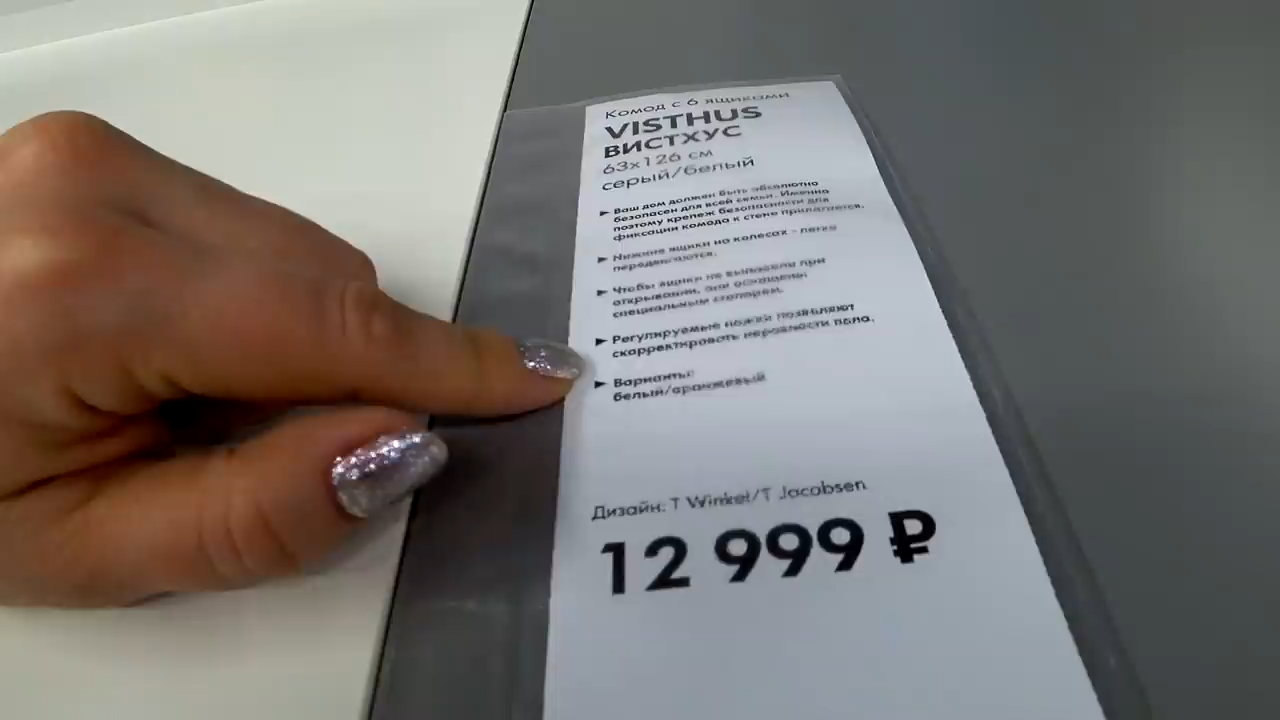 Комод с 6 ящиками
VISTHUS
ВИСТХУС
63x126 см
серый/белый
► Ваш дом должен быть абсолютно
безопасен для всей семьи. Именно
поэтому крепеж безопасности для
фиксации комода к стене прилагается.
► Нижние ящики на колесах - легко
передвигаются.
► Чтобы ящики не выпадали при
открывании, они оснащены
специальным стопором.
► Регулируемые ножки позволяют
скорректировать неровности пола.
► Варианты:
белый/оранжевый
Дизайн: T Winkel/T Jacobsen
12 999 ₽